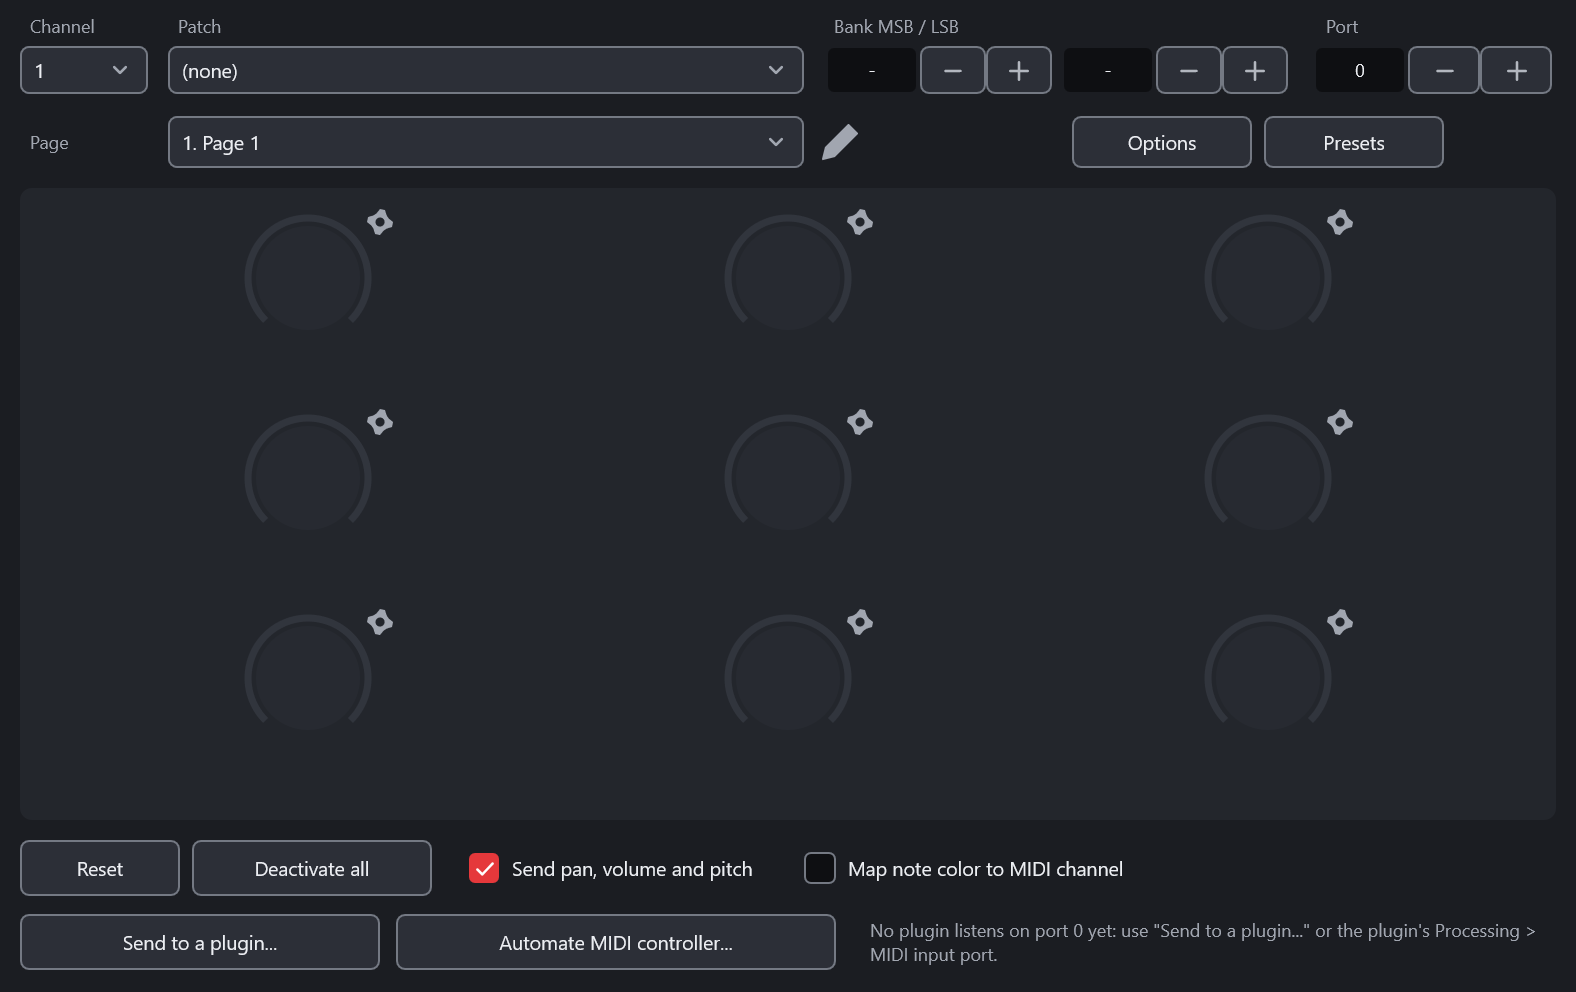 Channel
Patch
Bank MSB / LSB
Port
1
(none)
-
-
0
Page
1. Page 1
Options
Presets
Reset
Deactivate all
Send pan, volume and pitch
Map note color to MIDI channel
Send to a plugin...
Automate MIDI controller...
No plugin listens on port 0 yet: use "Send to a plugin..." or the plugin's Processing >
MIDI input port.